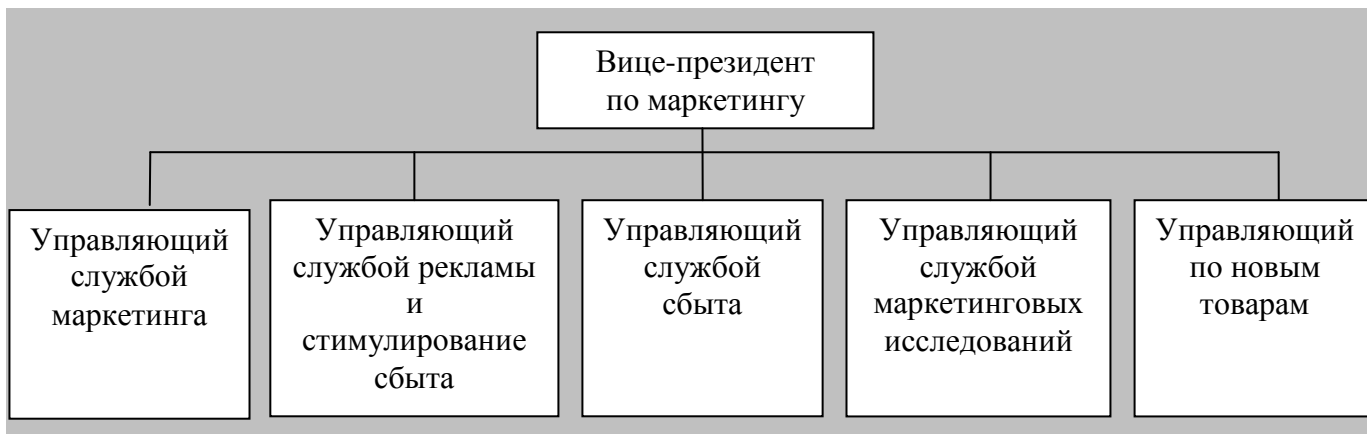 Вице-президент
по маркетингу
Управляющий
службой
маркетинга
Управляющий
службой рекламы
и
стимулирование
сбыта
Управляющий
службой
сбыта
Управляющий
службой
маркетинговых
исследований
Управляющий
по новым
товарам